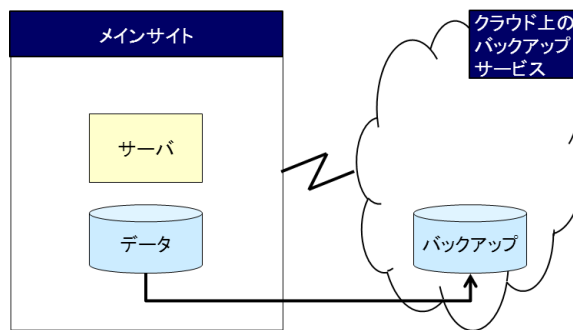 メインサイト
クラウド上の
バックアップ
サービス
サーバ
データ
バックアップ